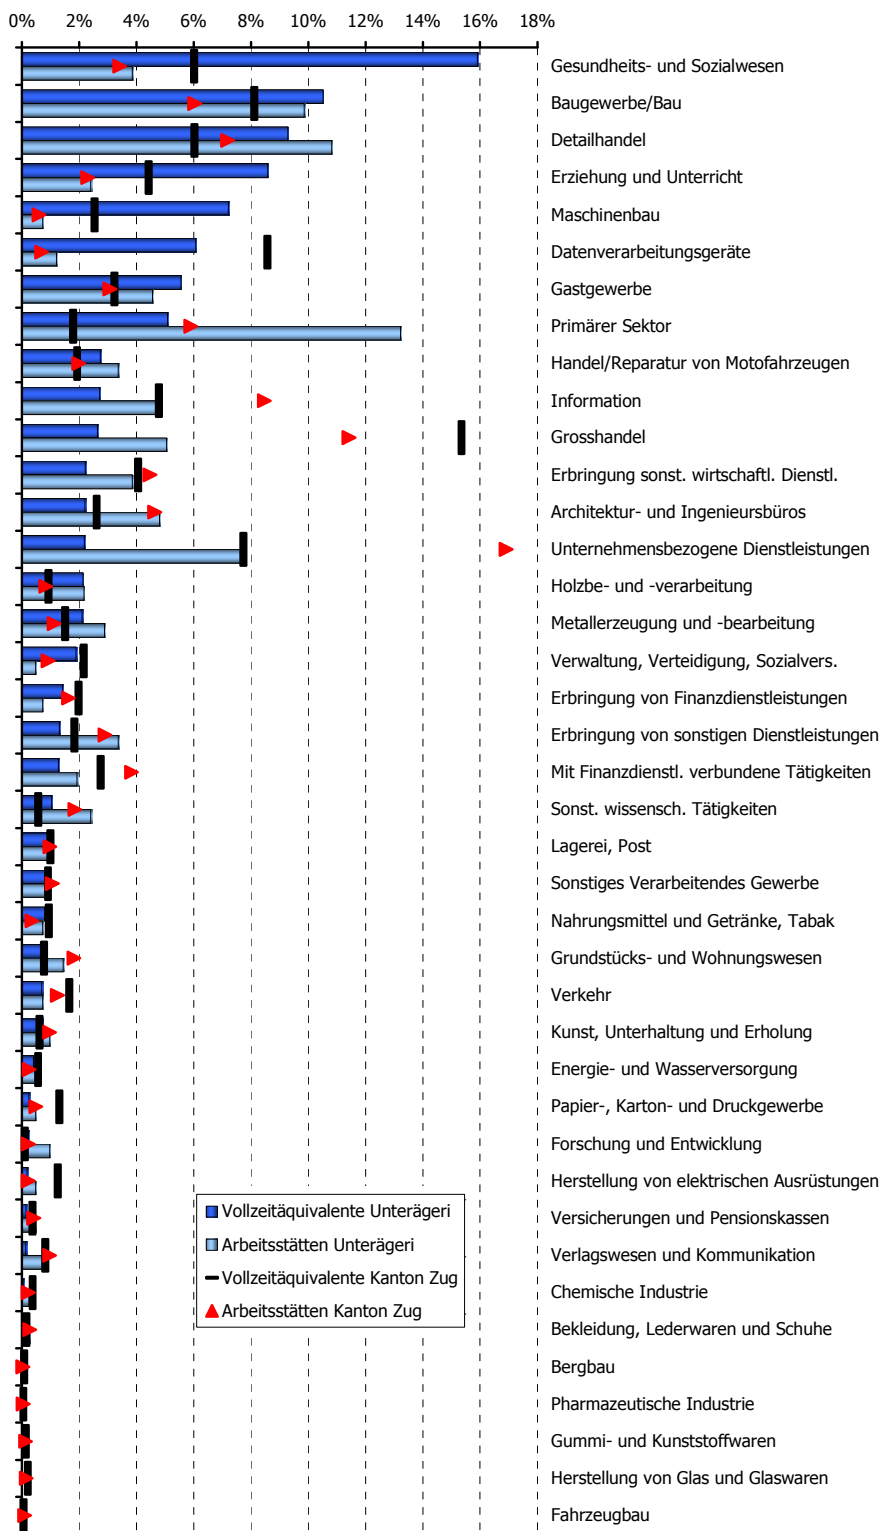 0% 2% 4% 6% 8% 10% 12% 14% 16% 18%
Gesundheits- und Sozialwesen
Baugewerbe/Bau
Detailhandel
Erziehung und Unterricht
Maschinenbau
Datenverarbeitungsgeräte
Gastgewerbe
Primärer Sektor
Handel/Reparatur von Motofahrzeugen
Information
Grosshandel
Erbringung sonst. wirtschaftl. Dienstl.
Architektur- und Ingenieursbüros
Unternehmensbezogene Dienstleistungen
Holzbe- und -verarbeitung
Metallerzeugung und -bearbeitung
Verwaltung, Verteidigung, Sozialvers.
Erbringung von Finanzdienstleistungen
Erbringung von sonstigen Dienstleistungen
Mit Finanzdienstl. verbundene Tätigkeiten
Sonst. wissensch. Tätigkeiten
Lagerei, Post
Sonstiges Verarbeitendes Gewerbe
Nahrungsmittel und Getränke, Tabak
Grundstücks- und Wohnungswesen
Verkehr
Kunst, Unterhaltung und Erholung
Energie- und Wasserversorgung
Papier-, Karton- und Druckgewerbe
Forschung und Entwicklung
Herstellung von elektrischen Ausrüstungen
Versicherungen und Pensionskassen
Verlagswesen und Kommunikation
Chemische Industrie
Bekleidung, Lederwaren und Schuhe
Bergbau
Pharmazeutische Industrie
Gummi- und Kunststoffwaren
Herstellung von Glas und Glaswaren
Fahrzeugbau
Vollzeitäquivalente Unterägeri
Arbeitsstätten Unterägeri
Vollzeitäquivalente Kanton Zug
Arbeitsstätten Kanton Zug